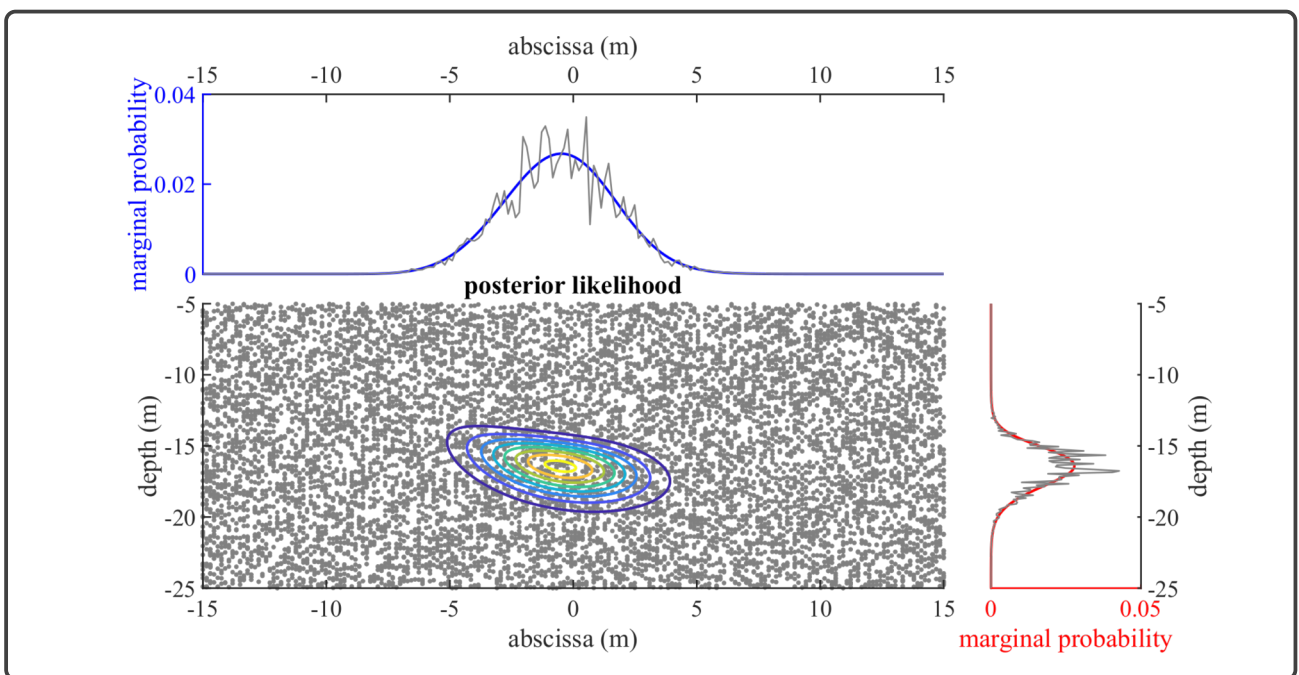 abscissa (m)
-15 -10 -5 0 5 10 15
marginal probability
0.04
0.02
0
posterior likelihood
depth (m)
-5
-10
-15
-20
-25
-15 -10 -5 0 5 10 15
abscissa (m)
-5
-10
-15
-20
-25
depth (m)
0 0.05
marginal probability